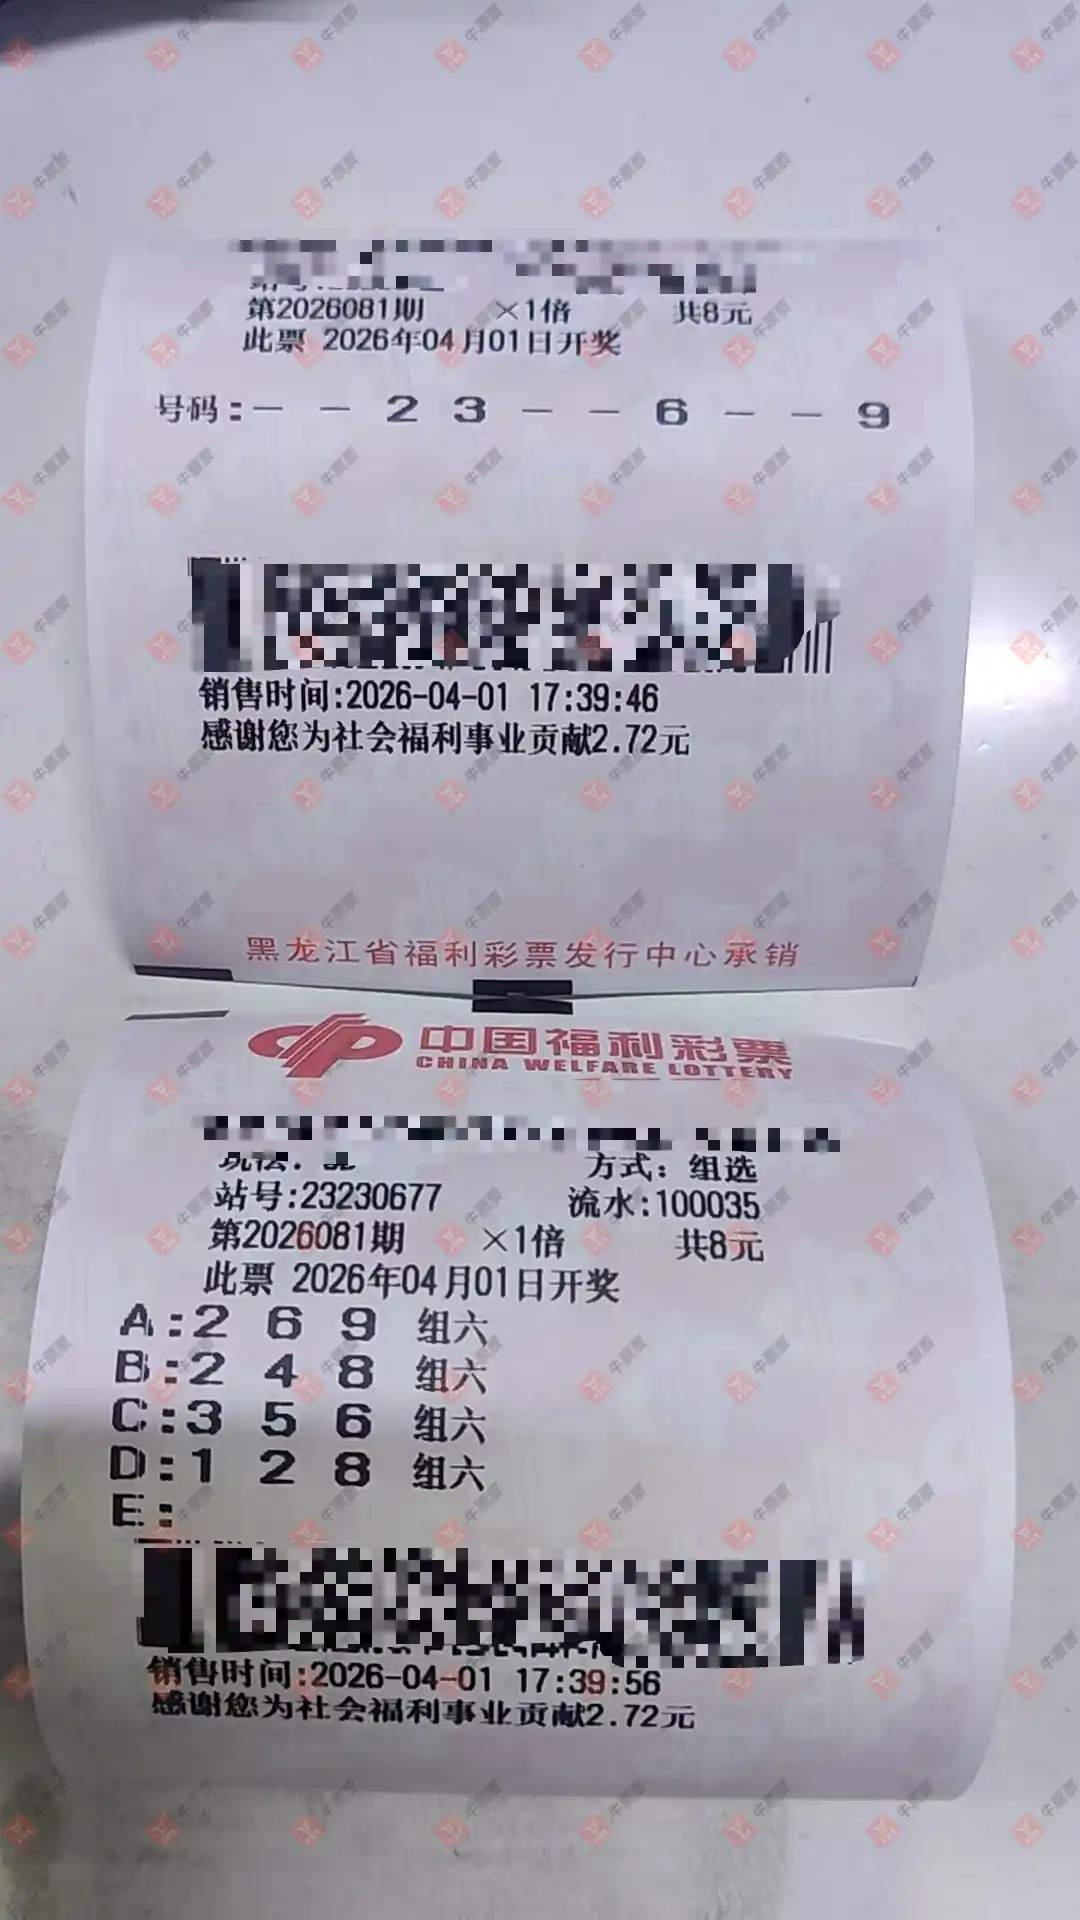 第2026081期 ×1倍 共8元
此票 2026年04月01日开奖
号码:- - 2 3 - - 6 - - 9
销售时间:2026-04-01 17:39:46
感谢您为社会福利事业贡献2.72元
黑龙江省福利彩票发行中心承销
中国福利彩票
CHINA WELFARE LOTTERY
方式: 组选
站号:23230677 流水:100035
第2026081期 ×1倍 共8元
此票 2026年04月01日开奖
A:2 6 9 组六
B:2 4 8 组六
C:3 5 6 组六
D:1 2 8 组六
E:
销售时间:2026-04-01 17:39:56
感谢您为社会福利事业贡献2.72元
牛票票